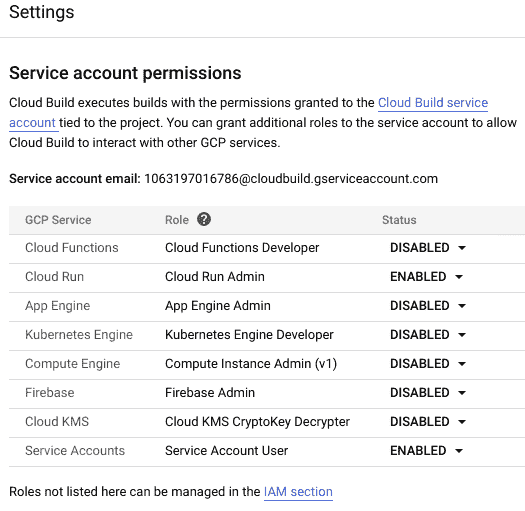 Settings
Service account permissions
Cloud Build executes builds with the permissions granted to the Cloud Build service
account tied to the project. You can grant additional roles to the service account to allow
Cloud Build to interact with other GCP services.
Service account email: 1063197016786@cloudbuild.gserviceaccount.com
GCP Service Role ? Status
Cloud Functions Cloud Functions Developer DISABLED
Cloud Run Cloud Run Admin ENABLED
App Engine App Engine Admin DISABLED
Kubernetes Engine Kubernetes Engine Developer DISABLED
Compute Engine Compute Instance Admin (v1) DISABLED
Firebase Firebase Admin DISABLED
Cloud KMS Cloud KMS CryptoKey Decrypter DISABLED
Service Accounts Service Account User ENABLED
Roles not listed here can be managed in the IAM section